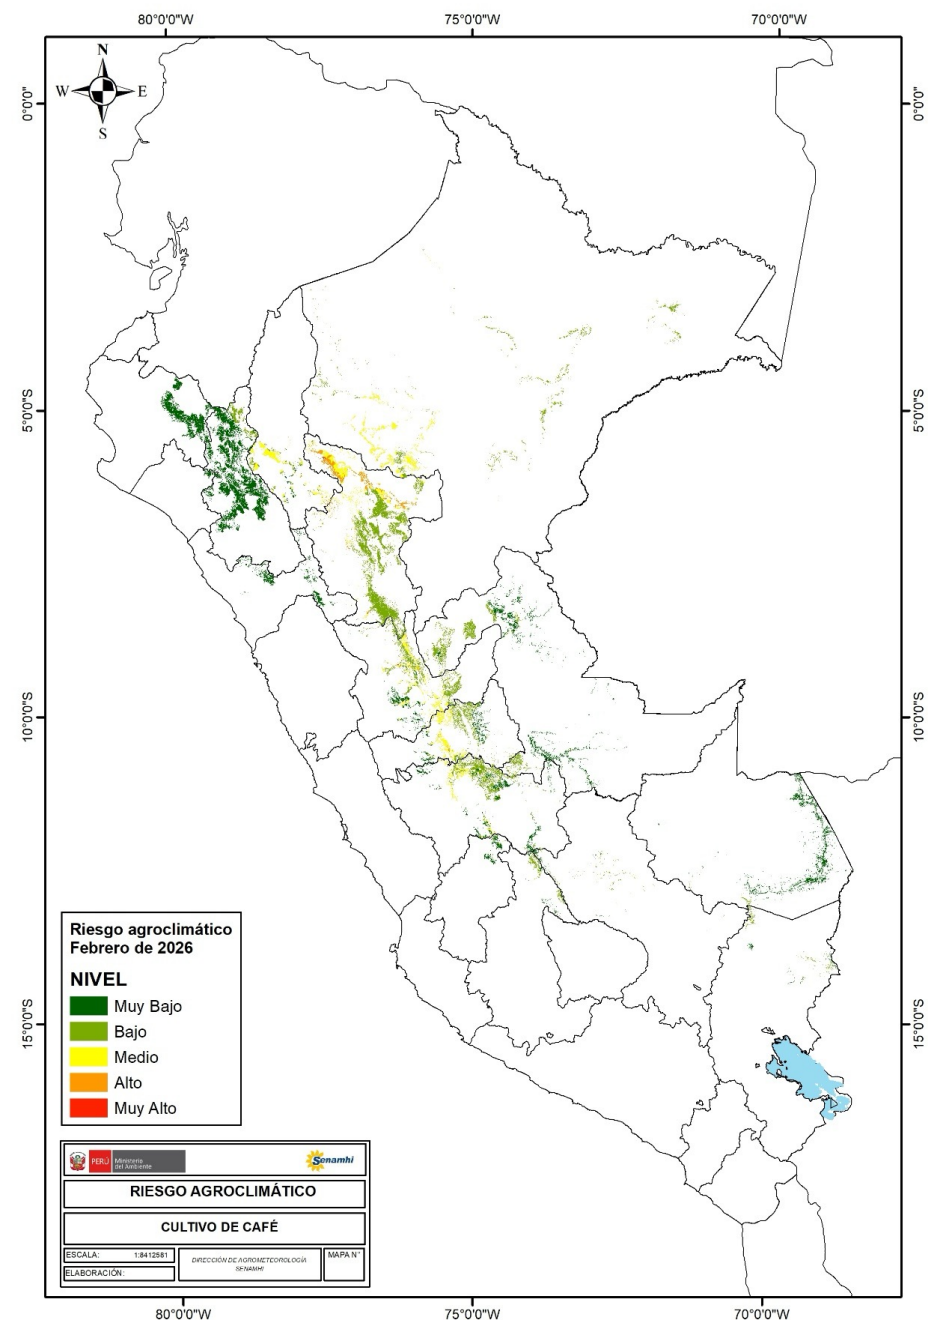 80°0'0"W 75°0'0"W 70°0'0"W
N
W E
S
0°0'0" 0°0'0"
5°0'0"S 5°0'0"S
10°0'0"S 10°0'0"S
15°0'0"S 15°0'0"S
Riesgo agroclimático
Febrero de 2026
NIVEL
Muy Bajo
Bajo
Medio
Alto
Muy Alto
PERÚ Ministerio
del Ambiente
Senamhi
RIESGO AGROCLIMÁTICO
CULTIVO DE CAFÉ
ESCALA: 1:8412581
DIRECCIÓN DE AGROMETEOROLOGÍA
SENAMHI
MAPA N°
ELABORACIÓN:
80°0'0"W 75°0'0"W 70°0'0"W